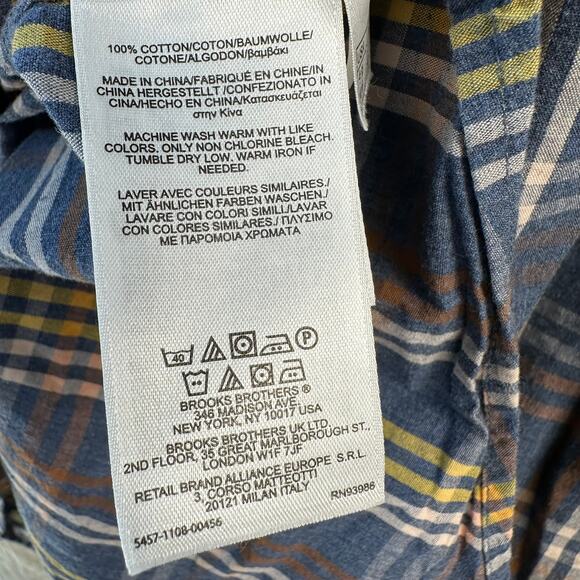 100% COTTON/COTON/BAUMWOLLE/
COTONE/ALGODON/βαμβάκι
MADE IN CHINA/FABRIQUÉ EN CHINE/IN
CHINA HERGESTELLT /CONFEZIONATO IN
CINA/HECHO EN CHINA/Κατασκευάζεται
στην Κίνα
MACHINE WASH WARM WITH LIKE
COLORS. ONLY NON CHLORINE BLEACH.
TUMBLE DRY LOW. WARM IRON IF
NEEDED.
LAVER AVEC COULEURS SIMILAIRES./
MIT ÄHNLICHEN FARBEN WASCHEN./
LAVARE CON COLORI SIMILI./LAVAR
CON COLORES SIMILARES./ ΠΛΥΣΙΜΟ
ΜΕ ΠΑΡΟΜΟΙΑ ΧΡΩΜΑΤΑ
40 P
BROOKS BROTHERS ®
346 MADISON AVE
NEW YORK, NY 10017 USA
BROOKS BROTHERS UK LTD.
2ND FLOOR, 35 GREAT MARLBOROUGH ST.
LONDON W1F 7JF
RETAIL BRAND ALLIANCE EUROPE S.R.L.
3, CORSO MATTEOTTI
20121 MILAN ITALY
RN93986
5457-1108-00456